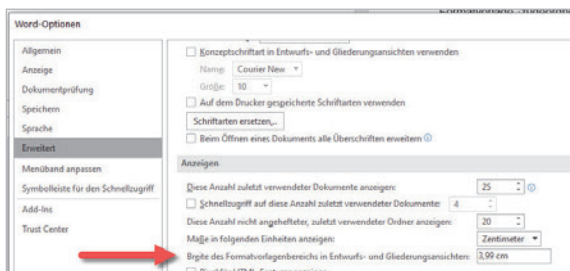 Word-Optionen
Allgemein
Anzeige
Dokumentprüfung
Speichern
Sprache
Erweitert
Menüband anpassen
Symbolleiste für den Schnellzugriff
Add-Ins
Trust Center
Konzeptschriftart in Entwurfs- und Gliederungsansichten verwenden
Name: Courier New
Größe: 10
Auf dem Drucker gespeicherte Schriftarten verwenden
Schriftarten ersetzen...
Beim Öffnen eines Dokuments alle Überschriften erweitern
Anzeigen
Diese Anzahl zuletzt verwendeter Dokumente anzeigen: 25
Schnellzugriff auf diese Anzahl zuletzt verwendeter Dokumente: 4
Diese Anzahl nicht angehefteter, zuletzt verwendeter Ordner anzeigen: 20
Maße in folgenden Einheiten anzeigen: Zentimeter
Breite des Formatvorlagenbereichs in Entwurfs- und Gliederungsansichten: 3,99 cm